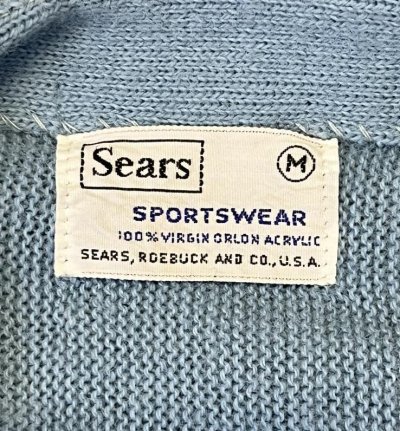 Sears M
SPORTSWEAR
100% VIRGIN ORLON ACRYLIC
SEARS, ROEBUCK AND CO., U.S.A.